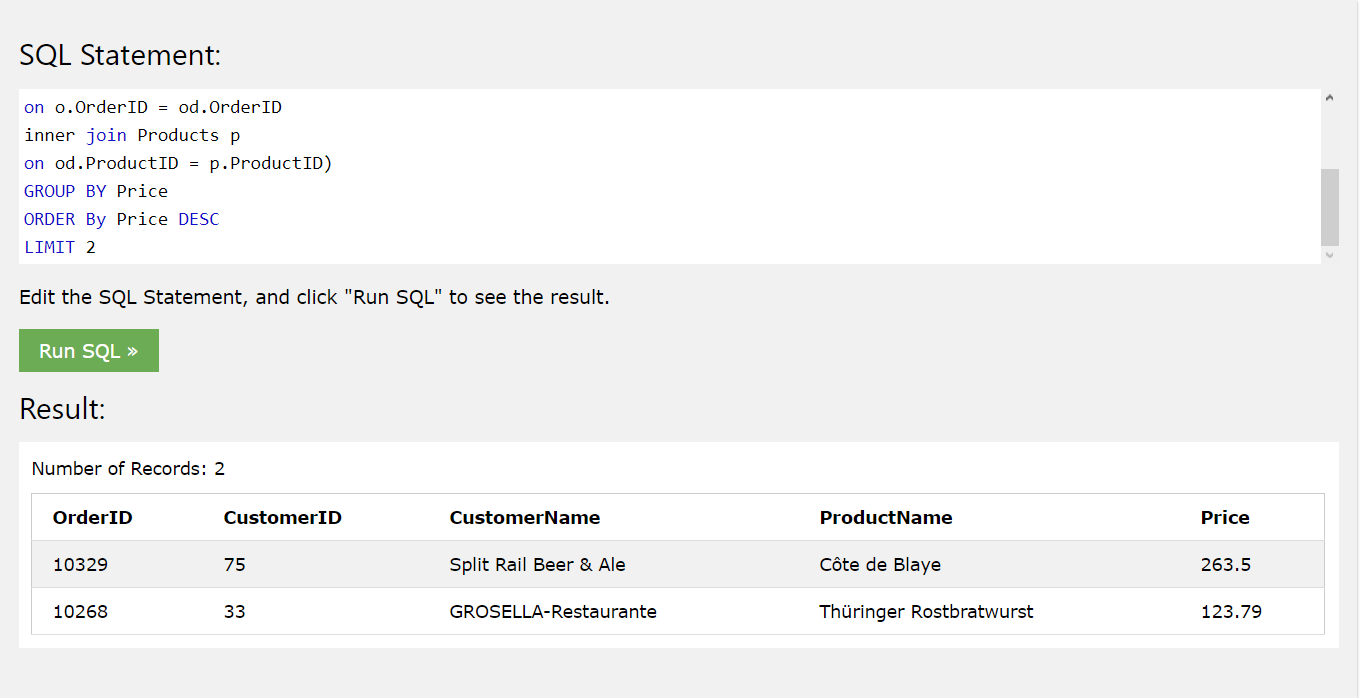 SQL Statement:
on o.OrderID = od.OrderID
inner join Products p
on od.ProductID = p.ProductID)
GROUP BY Price
ORDER By Price DESC
LIMIT 2
Edit the SQL Statement, and click "Run SQL" to see the result.
Run SQL »
Result:
Number of Records: 2
OrderID CustomerID CustomerName ProductName Price
10329 75 Split Rail Beer & Ale Côte de Blaye 263.5
10268 33 GROSELLA-Restaurante Thüringer Rostbratwurst 123.79